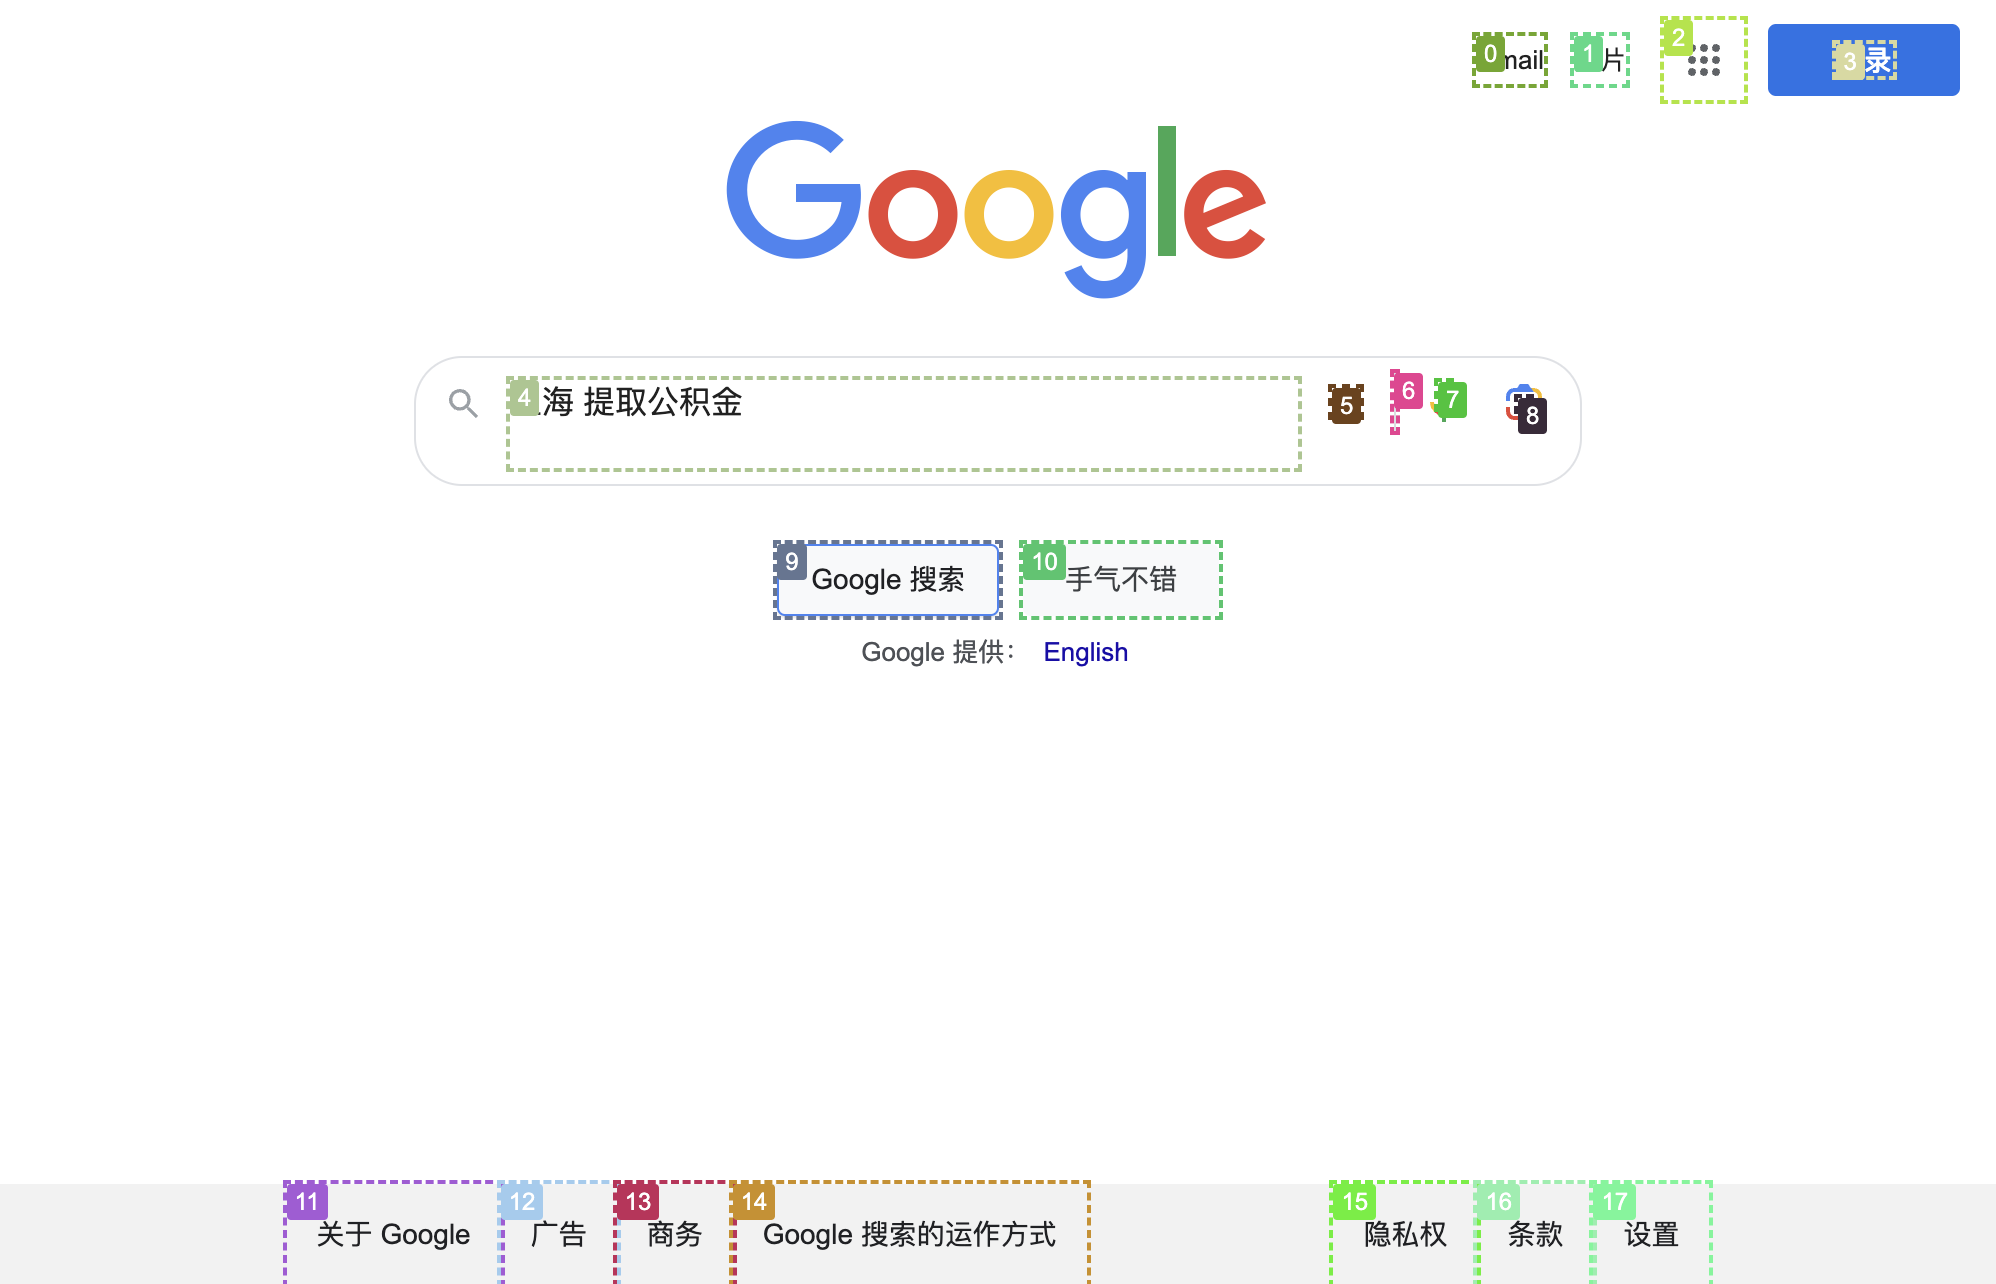 0 mail 1 片 2 3 录
Google
4 海 提取公积金 5 6 7 8
9 Google 搜索 10 手气不错
Google 提供： English
11 关于 Google 12 广告 13 商务 14 Google 搜索的运作方式 15 隐私权 16 条款 17 设置